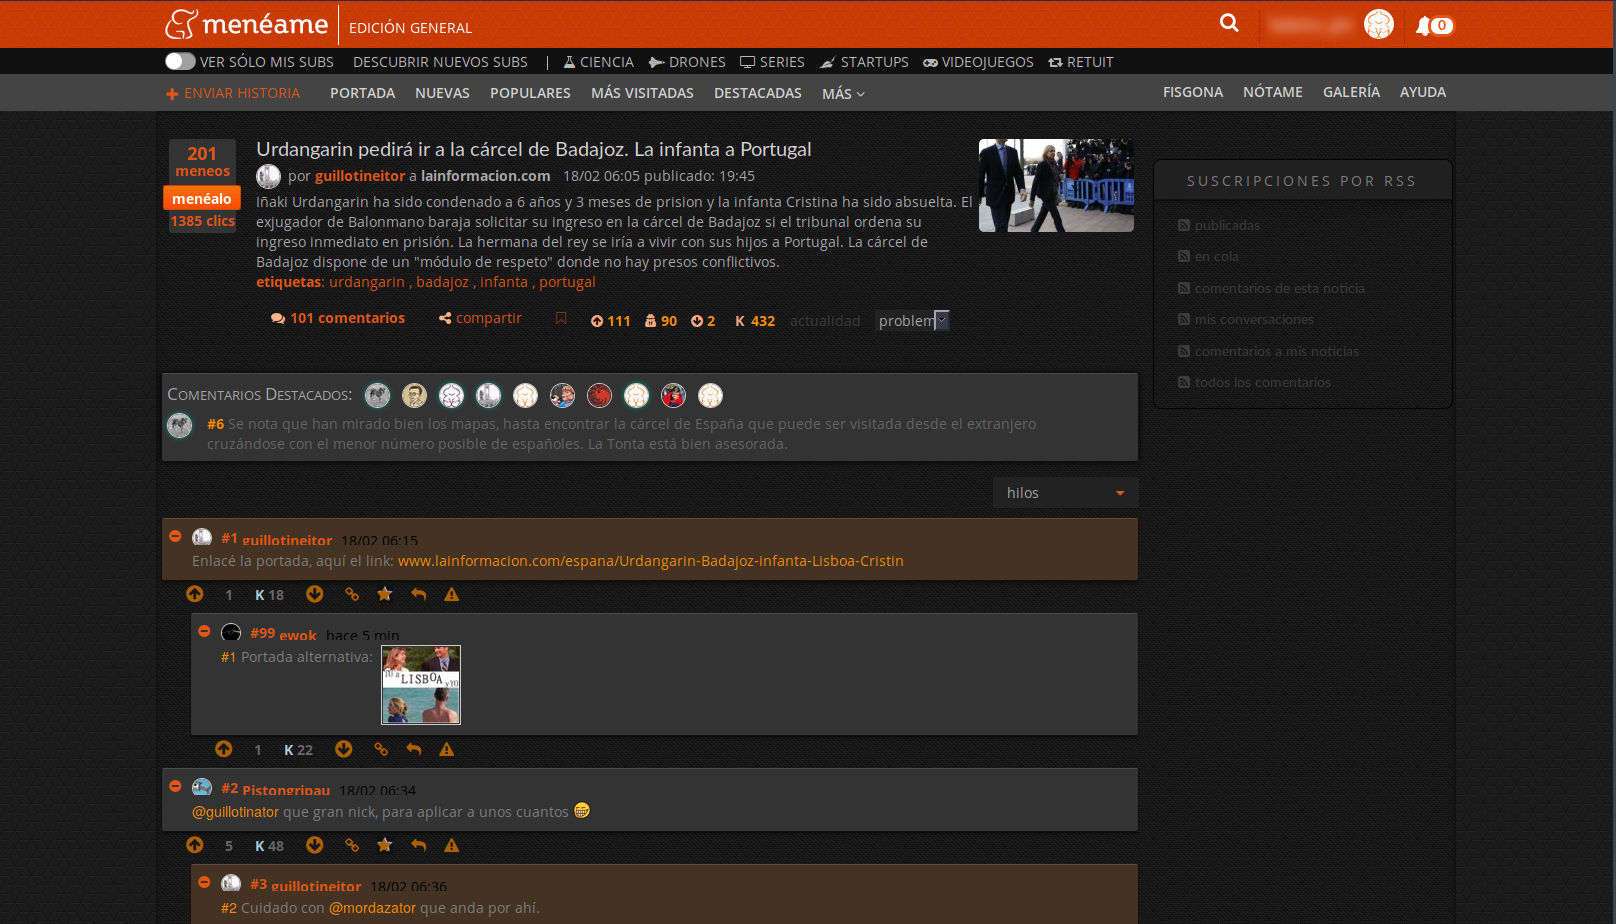 menéame EDICIÓN GENERAL 0
VER SÓLO MIS SUBS DESCUBRIR NUEVOS SUBS | CIENCIA DRONES SERIES STARTUPS VIDEOJUEGOS RETUIT
+ ENVIAR HISTORIA PORTADA NUEVAS POPULARES MÁS VISITADAS DESTACADAS MÁS FISGONA NÓTAME GALERÍA AYUDA
201
meneos
menéalo
1385 clics
Urdangarin pedirá ir a la cárcel de Badajoz. La infanta a Portugal
por guillotineitor a lainformacion.com 18/02 06:05 publicado: 19:45
Iñaki Urdangarin ha sido condenado a 6 años y 3 meses de prision y la infanta Cristina ha sido absuelta. El
exjugador de Balonmano baraja solicitar su ingreso en la cárcel de Badajoz si el tribunal ordena su
ingreso inmediato en prisión. La hermana del rey se iría a vivir con sus hijos a Portugal. La cárcel de
Badajoz dispone de un "módulo de respeto" donde no hay presos conflictivos.
etiquetas: urdangarin , badajoz , infanta , portugal
101 comentarios compartir 111 90 2 K 432 actualidad problem
SUSCRIPCIONES POR RSS
publicadas
en cola
comentarios de esta noticia
mis conversaciones
comentarios a mis noticias
todos los comentarios
COMENTARIOS DESTACADOS:
#6 Se nota que han mirado bien los mapas, hasta encontrar la cárcel de España que puede ser visitada desde el extranjero
cruzándose con el menor número posible de españoles. La Tonta está bien asesorada.
hilos
#1 guillotineitor 18/02 06:15
Enlacé la portada, aquí el link: www.lainformacion.com/espana/Urdangarin-Badajoz-infanta-Lisboa-Cristin
1 K 18
#99 ewok hace 5 min
#1 Portada alternativa:
LISBOA y yo
1 K 22
#2 Pistongripau 18/02 06:34
@guillotinator que gran nick, para aplicar a unos cuantos
5 K 48
#3 guillotineitor 18/02 06:36
#2 Cuidado con @mordazator que anda por ahí.